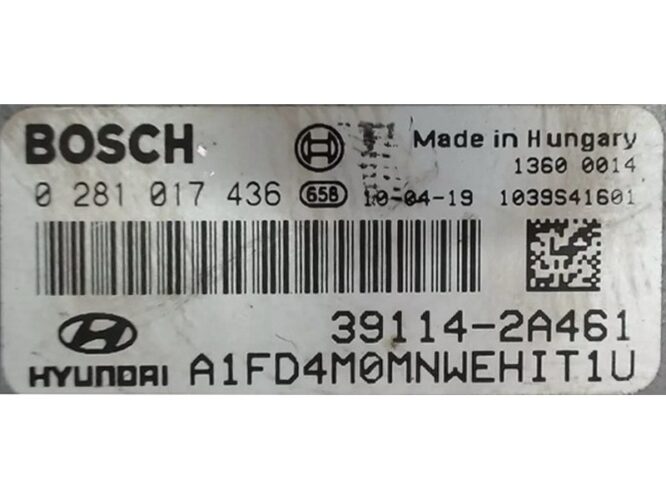 BOSCH
Made in Hungary
1360 0014
0 281 017 436 658 10-04-19 1039S41601
39114-2A461
HYUNDAI A1FD4M0MNWEHIT1U